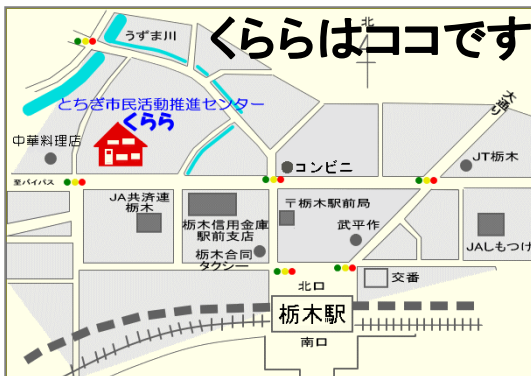 くららはココです
北
うずま川
とちぎ市民活動推進センター
くらら
大通り
中華料理店
コンビニ
JT栃木
至バイパス
JA共済連
栃木
栃木信用金庫
駅前支店
〒栃木駅前局
武平作
JAしもつけ
栃木合同
タクシー
北口
交番
栃木駅
南口